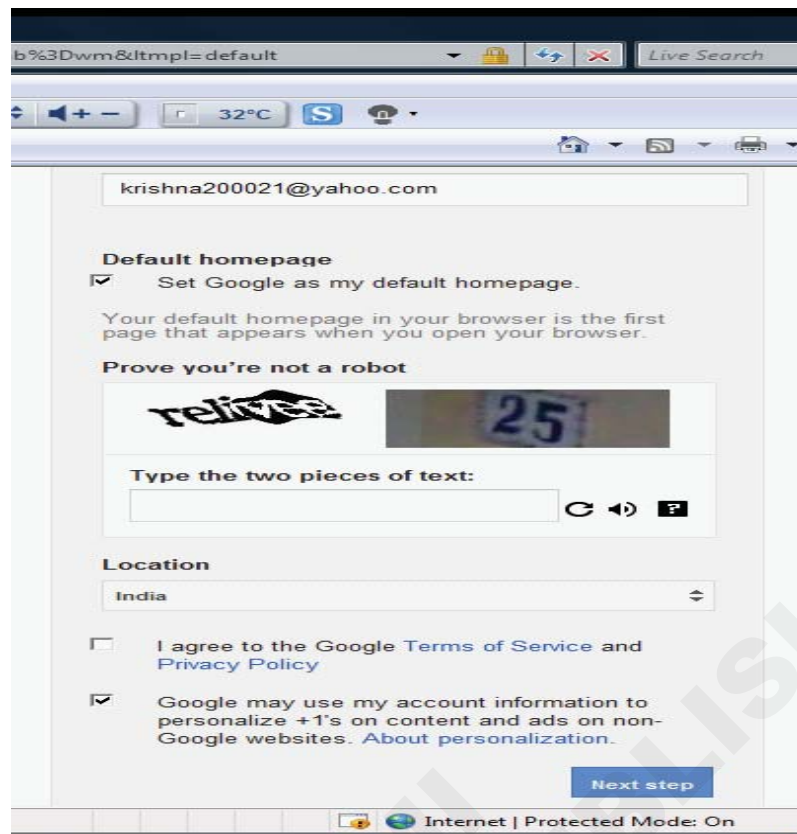 b%3Dwm&ltmpl=default Live Search
+ − 32°C S
krishna200021@yahoo.com
Default homepage
Set Google as my default homepage.
Your default homepage in your browser is the first
page that appears when you open your browser.
Prove you're not a robot
25
Type the two pieces of text:
?
Location
India
I agree to the Google Terms of Service and
Privacy Policy
Google may use my account information to
personalize +1's on content and ads on non-
Google websites. About personalization.
Next step
Internet | Protected Mode: On